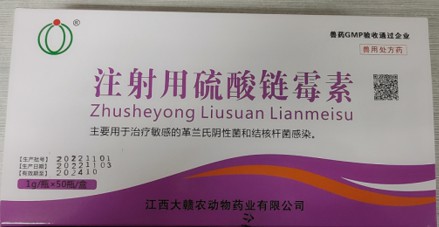 ®
兽药GMP验收通过企业
兽用处方药
注射用硫酸链霉素
Zhusheyong Liusuan Lianmeisu
主要用于治疗敏感的革兰氏阴性菌和结核杆菌感染。
【生产批号】 20221101
【生产日期】 20221103
【有效期至】 202410
1g/瓶×50瓶/盒
江西大赣农动物药业有限公司